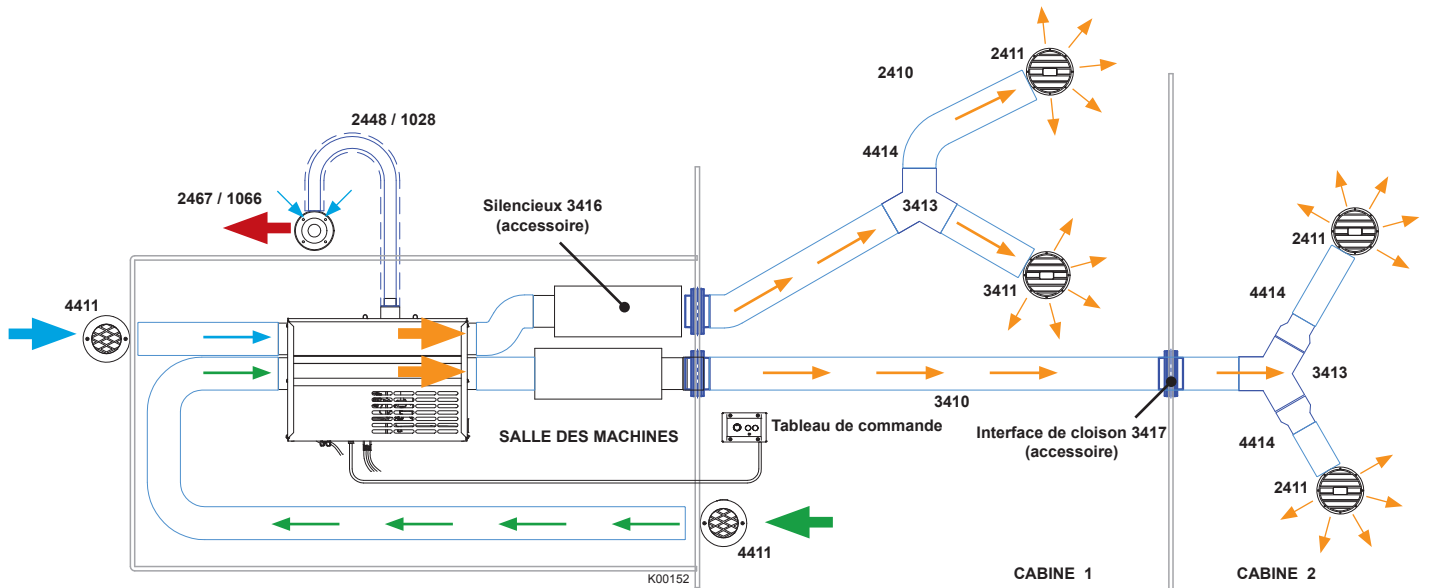 2411
2410
2448 / 1028
4414
2467 / 1066
Silencieux 3416
(accessoire)
3413
2411
3411
4411
4414
3413
3410
Tableau de commande
SALLE DES MACHINES
Interface de cloison 3417
(accessoire)
4414
2411
4411
K00152
CABINE 1
CABINE 2